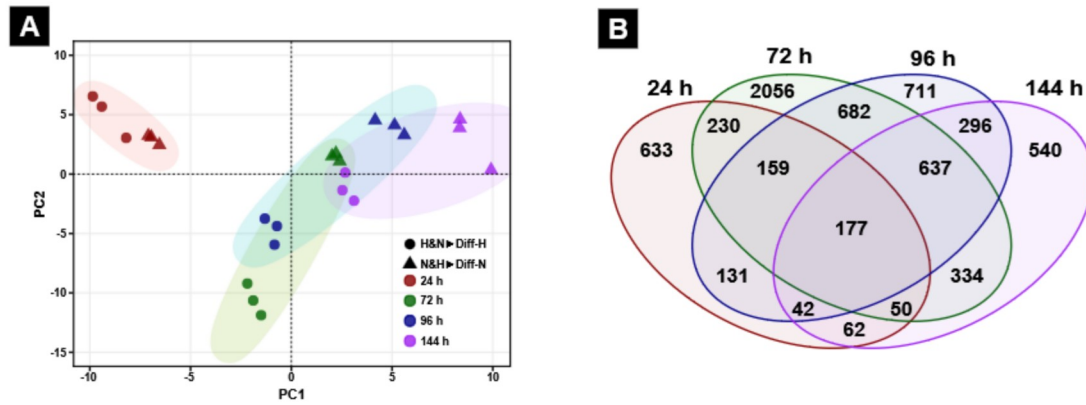 A
10
5
0
-5
-10
-15
PC2
-10
-5
0
5
10
PC1
H&N►Diff-H
N&H►Diff-N
24 h
72 h
96 h
144 h
B
72 h
96 h
24 h
144 h
2056
711
682
230
296
633
540
159
637
177
131
334
42
50
62